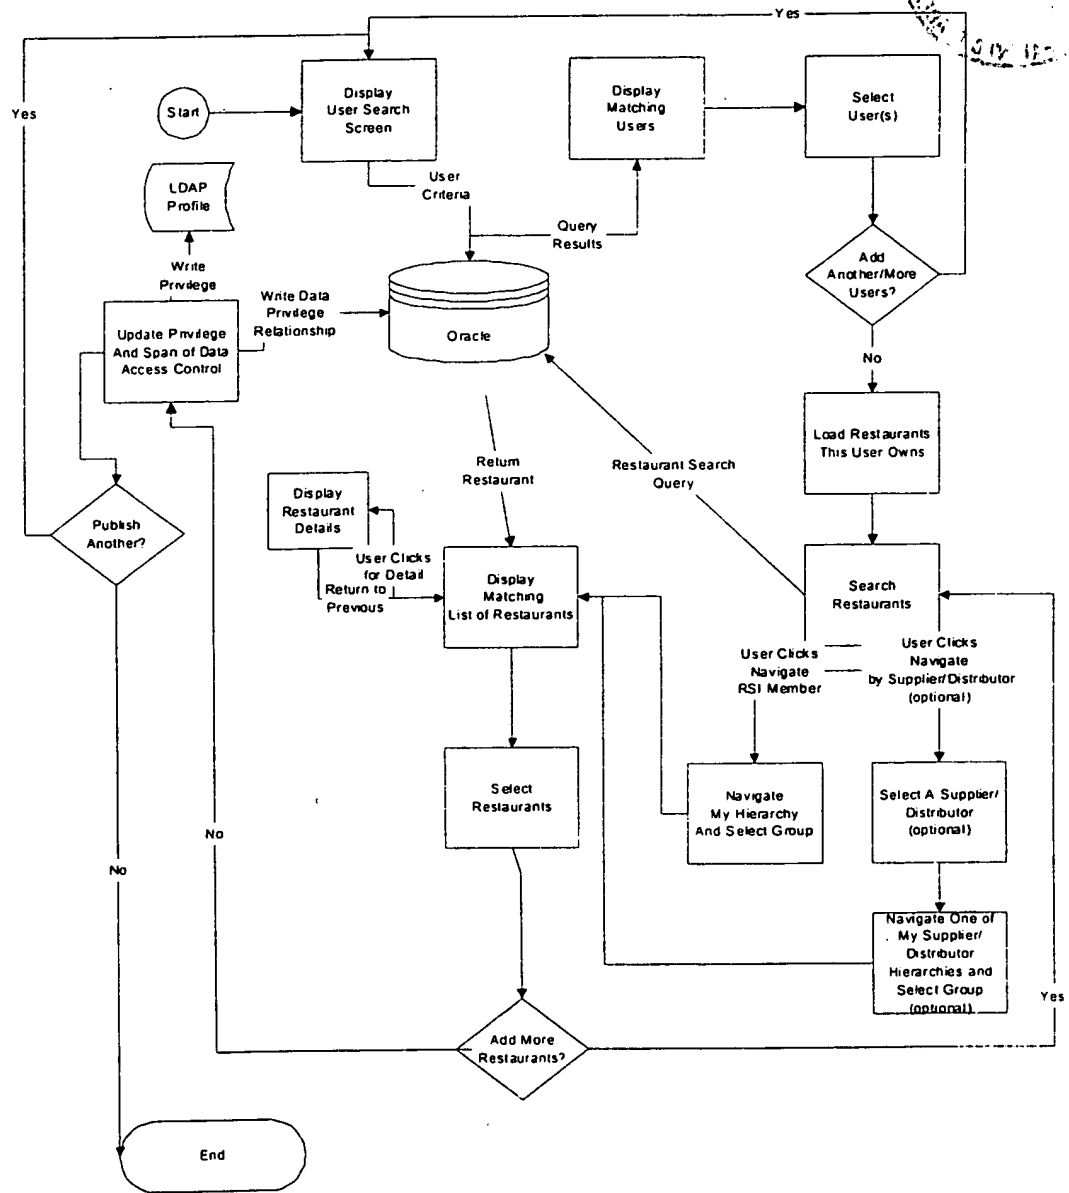 Yes
Yes
Start
Display
User Search
Screen
Display
Matching
Users
Select
User(s)
LDAP
Profile
User
Criteria
Query
Results
Write
Privilege
Add
Another/More
Users?
Write Data
Privilege
Relationship
Update Privilege
And Span of Data
Access Control
Oracle
No
Load Restaurants
This User Owns
Return
Restaurant
Restaurant Search
Query
Display
Restaurant
Details
Publish
Another?
User Clicks
for Detail
Return to
Previous
Display
Matching
List of Restaurants
Search
Restaurants
User Clicks
Navigate
RSI Member
User Clicks
Navigate
by Supplier/Distributor
(optional)
Select
Restaurants
Navigate
My Hierarchy
And Select Group
Select A Supplier/
Distributor
(optional)
No
No
Navigate One of
My Supplier/
Distributor
Hierarchies and
Select Group
(optional)
Yes
Add More
Restaurants?
End